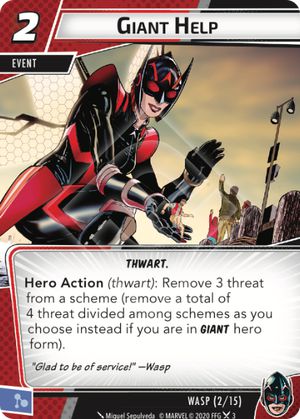 2
GIANT HELP
EVENT
THWART.
Hero Action (thwart): Remove 3 threat
from a scheme (remove a total of
4 threat divided among schemes as you
choose instead if you are in GIANT hero
form).
"Glad to be of service!" —Wasp
WASP (2/15)
Miguel Sepulveda © MARVEL © 2020 FFG 3